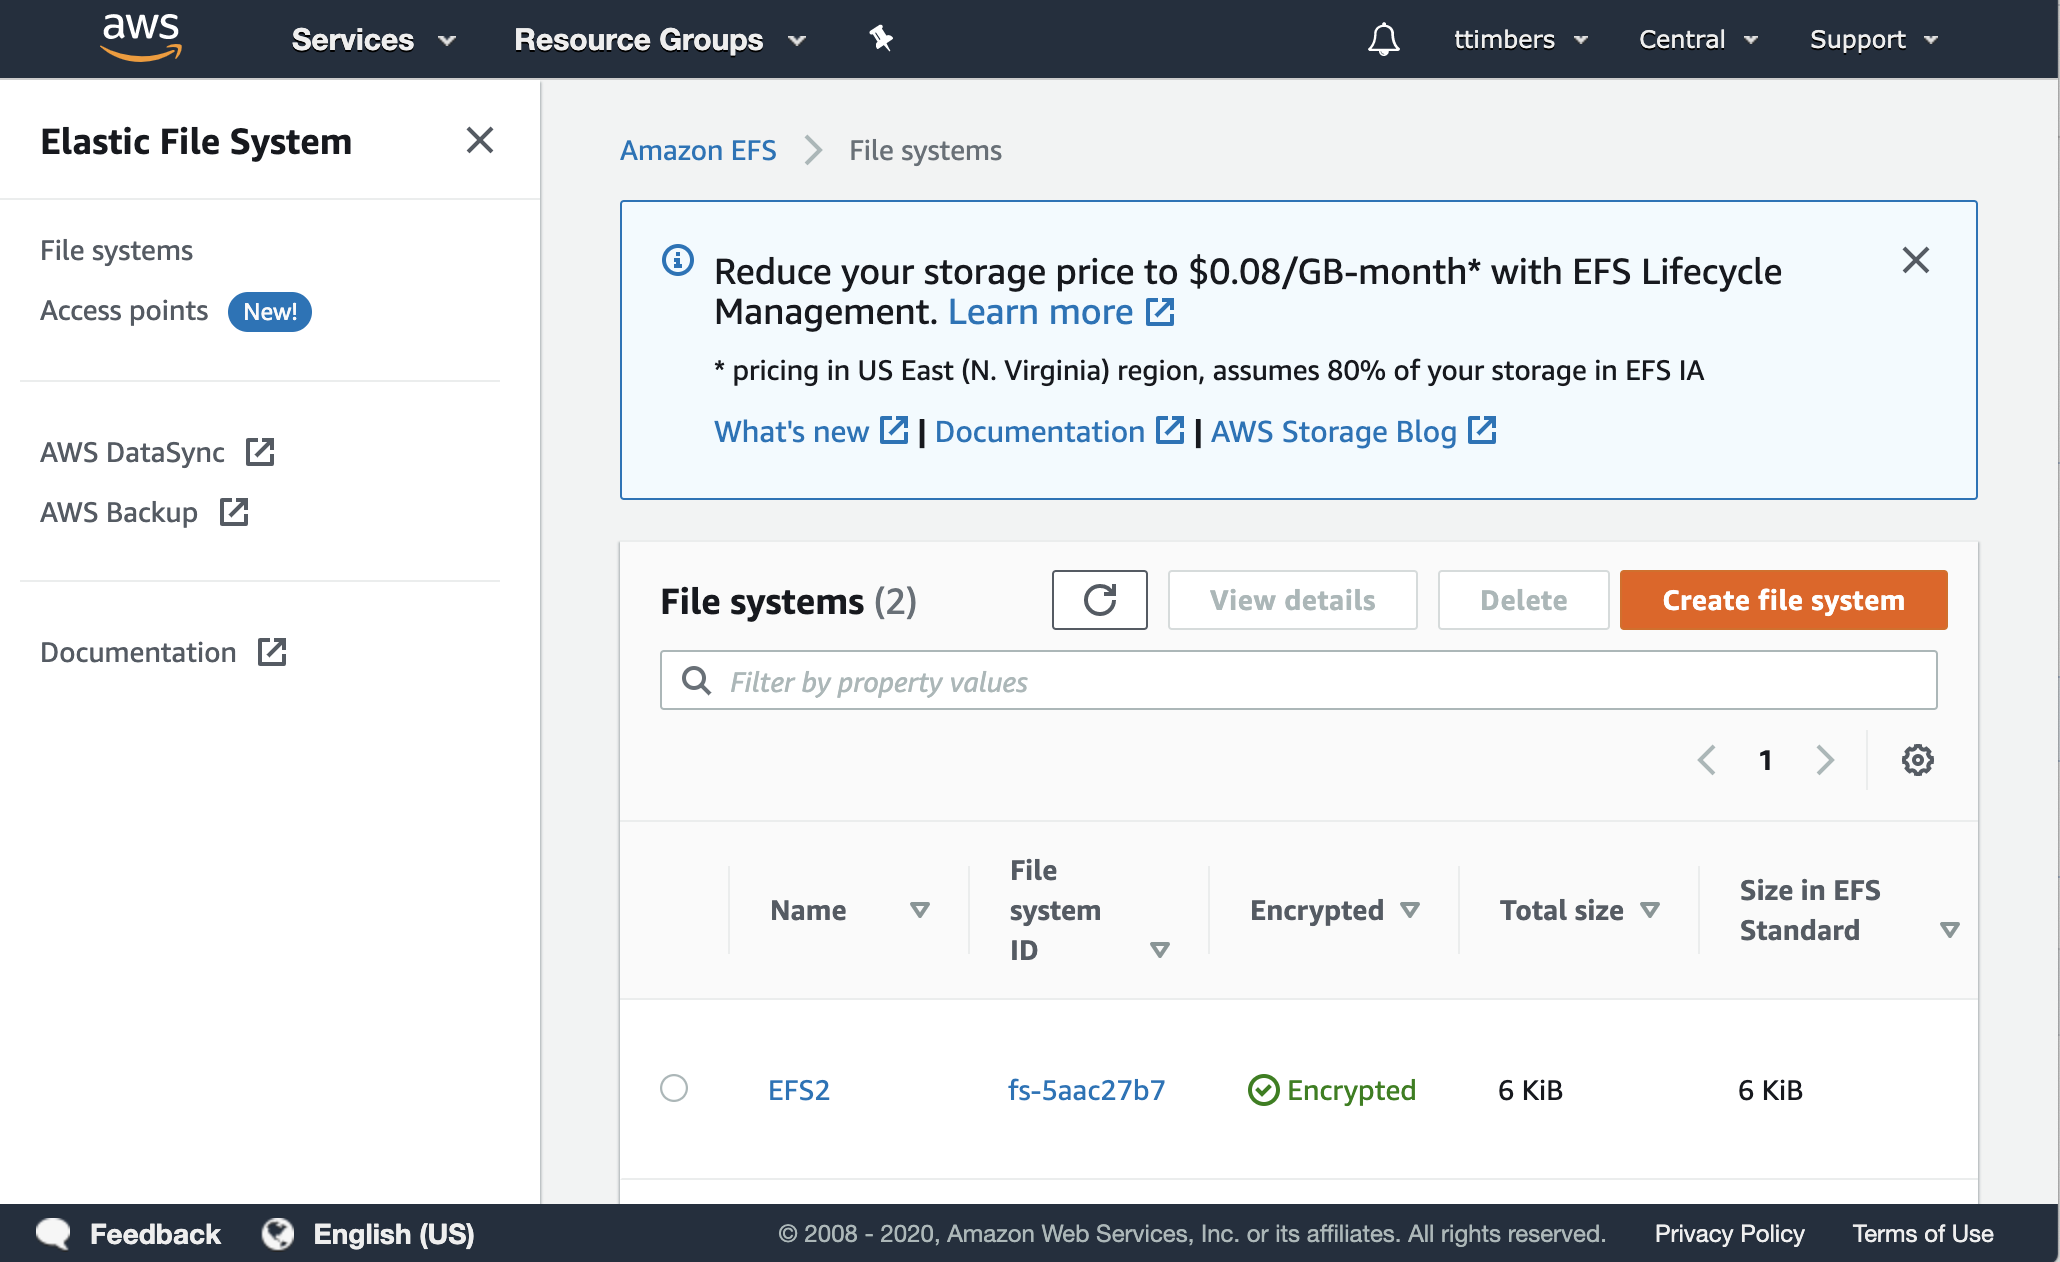 aws
Services
Resource Groups
ttimbers
Central
Support
Elastic File System
File systems
Access points New!
AWS DataSync
AWS Backup
Documentation
Amazon EFS
File systems
Reduce your storage price to $0.08/GB-month* with EFS Lifecycle
Management. Learn more
* pricing in US East (N. Virginia) region, assumes 80% of your storage in EFS IA
What's new | Documentation | AWS Storage Blog
File systems (2)
View details
Delete
Create file system
Filter by property values
1
Name
File
system
ID
Encrypted
Total size
Size in EFS
Standard
EFS2
fs-5aac27b7
Encrypted
6 KiB
6 KiB
Feedback
English (US)
© 2008 - 2020, Amazon Web Services, Inc. or its affiliates. All rights reserved.
Privacy Policy
Terms of Use